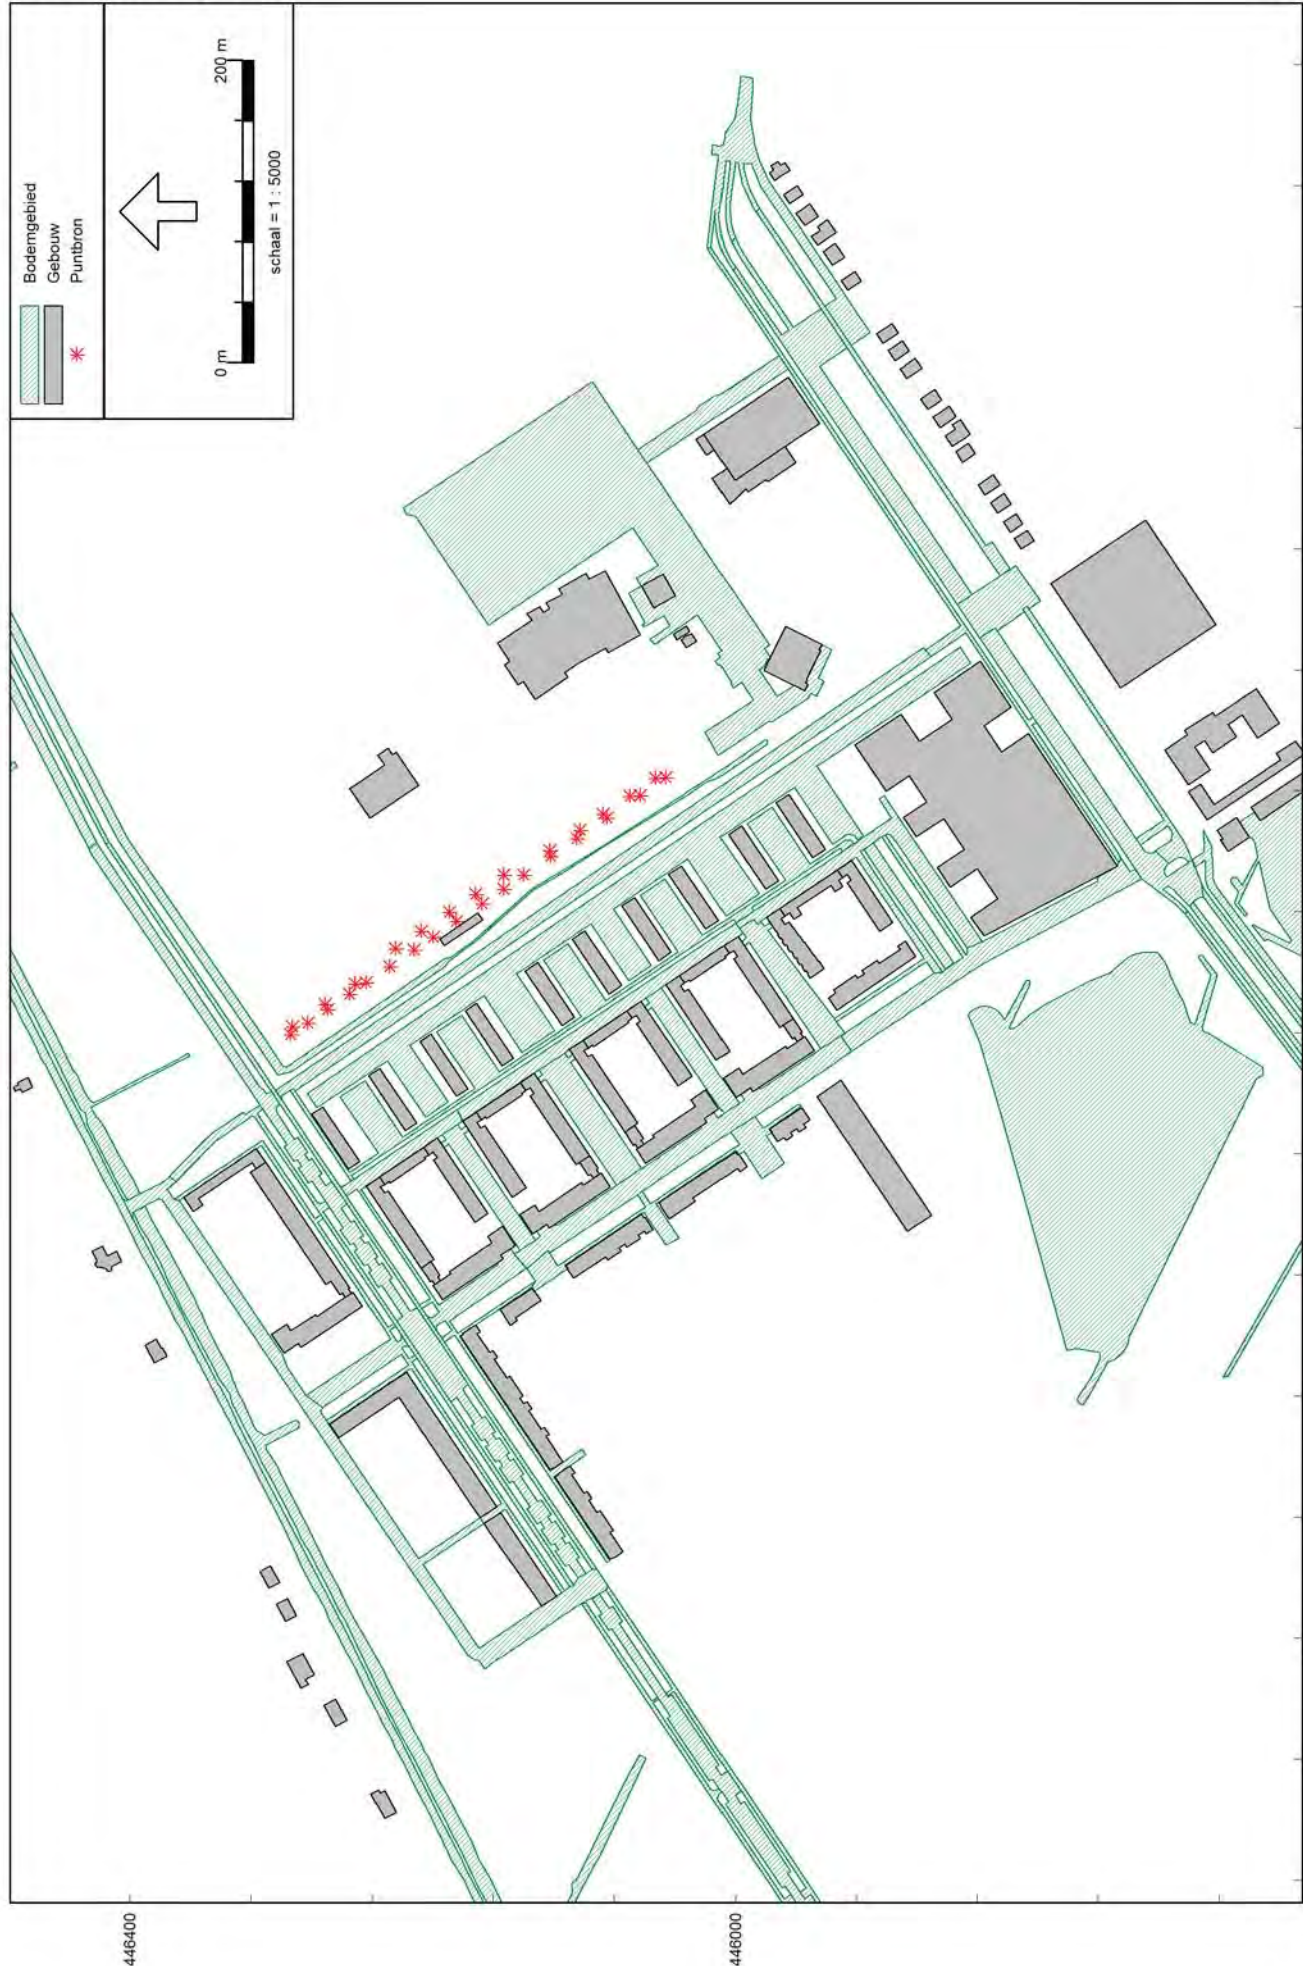 Bodemgebied
Gebouw
Puntbron
0 m
200 m
schaal = 1 : 5000
446400
446000